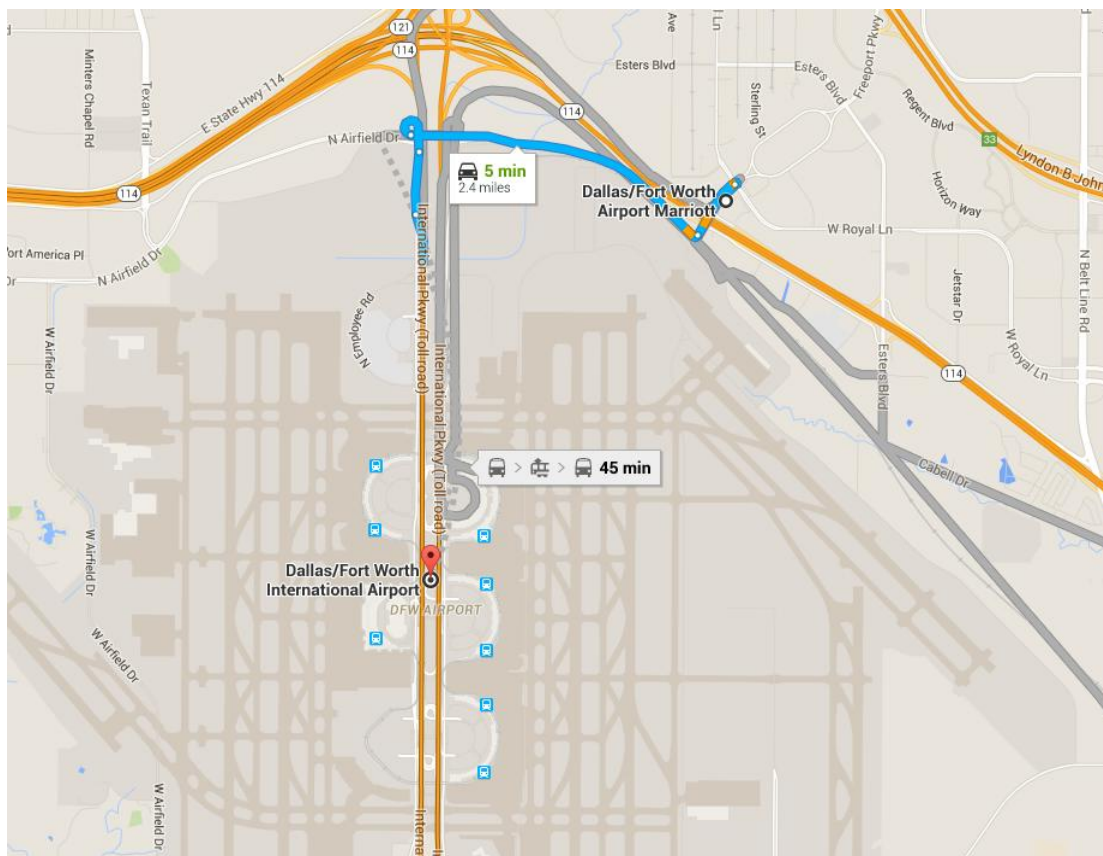 121
114
Minters Chapel Rd
Texan Trail
E State Hwy 114
N Airfield Dr
114
Ave
d Ln
Esters Blvd
Esters Blvd
Freeport Pkwy
Sterling St
Regent Blvd
33
Lyndon B John
Horizon Way
N Belt Line Rd
5 min
2.4 miles
Dallas/Fort Worth
Airport Marriott
W Royal Ln
114
ort America Pl
N Airfield Dr
Dr
W Airfield Dr
N Employee Rd
International Pkwy (Toll road)
International Pkwy (Toll road)
Jetstar Dr
W Royal Ln
Esters Blvd
114
Cabell Dr
45 min
W Airfield Dr
Dallas/Fort Worth
International Airport
DFW AIRPORT
W Airfield Dr
W Airfield Dr
Interna